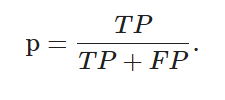 p = TP / (TP + FP).